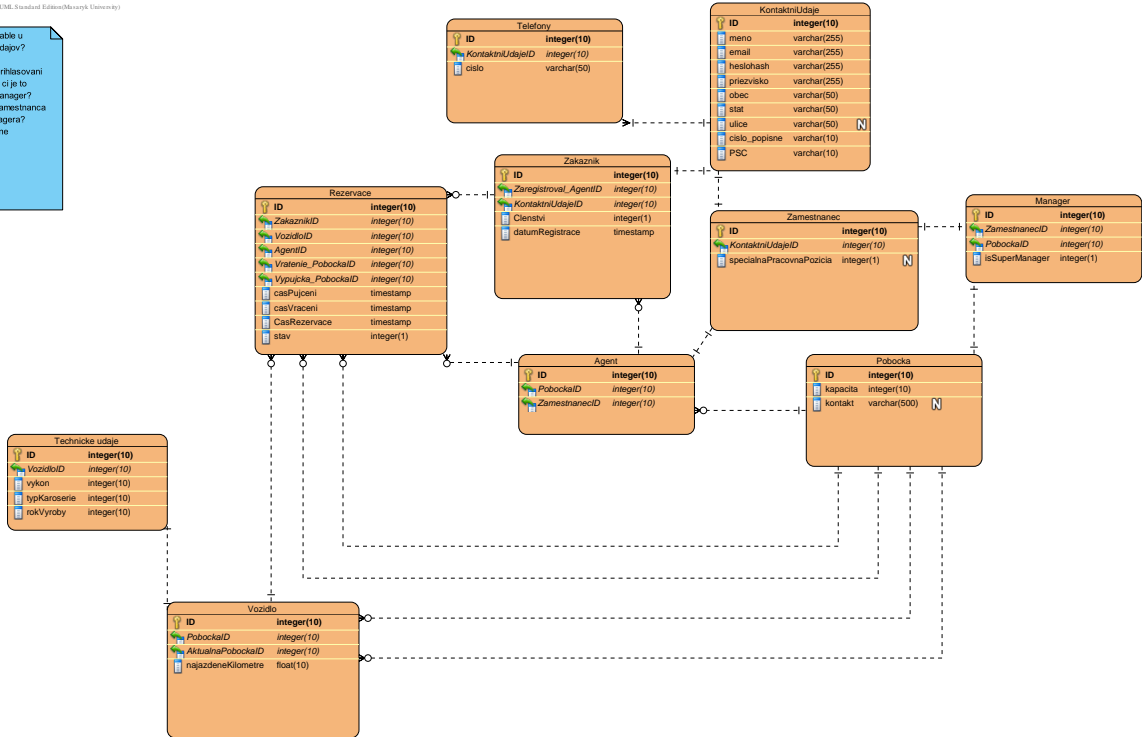 UML Standard Edition(Masaryk University)
able u
dajov?
rihlasovani
ci je to
anager?
amestnanca
agera?
me
Telefony
ID integer(10)
KontaktniUdajeID integer(10)
cislo varchar(50)
KontaktniUdaje
ID integer(10)
meno varchar(255)
email varchar(255)
heslohash varchar(255)
priezvisko varchar(255)
obec varchar(50)
stat varchar(50)
ulice varchar(50) N
cislo_popisne varchar(10)
PSC varchar(10)
Zakaznik
ID integer(10)
Zaregistroval_AgentID integer(10)
KontaktniUdajeID integer(10)
Clenstvi integer(1)
datumRegistrace timestamp
Rezervace
ID integer(10)
ZakaznikID integer(10)
VozidloID integer(10)
AgentID integer(10)
Vratenie_PobockaID integer(10)
Vypujcka_PobockaID integer(10)
casPujceni timestamp
casVraceni timestamp
CasRezervace timestamp
stav integer(1)
Zamestnanec
ID integer(10)
KontaktniUdajeID integer(10)
specialnaPracovnaPozicia integer(1) N
Manager
ID integer(10)
ZamestnanecID integer(10)
PobockaID integer(10)
isSuperManager integer(1)
Agent
ID integer(10)
PobockaID integer(10)
ZamestnanecID integer(10)
Pobocka
ID integer(10)
kapacita integer(10)
kontakt varchar(500) N
Technicke udaje
ID integer(10)
VozidloID integer(10)
vykon integer(10)
typKaroserie integer(10)
rokVyroby integer(10)
Vozidlo
ID integer(10)
PobockaID integer(10)
AktualnaPobockaID integer(10)
najazdeneKilometre float(10)